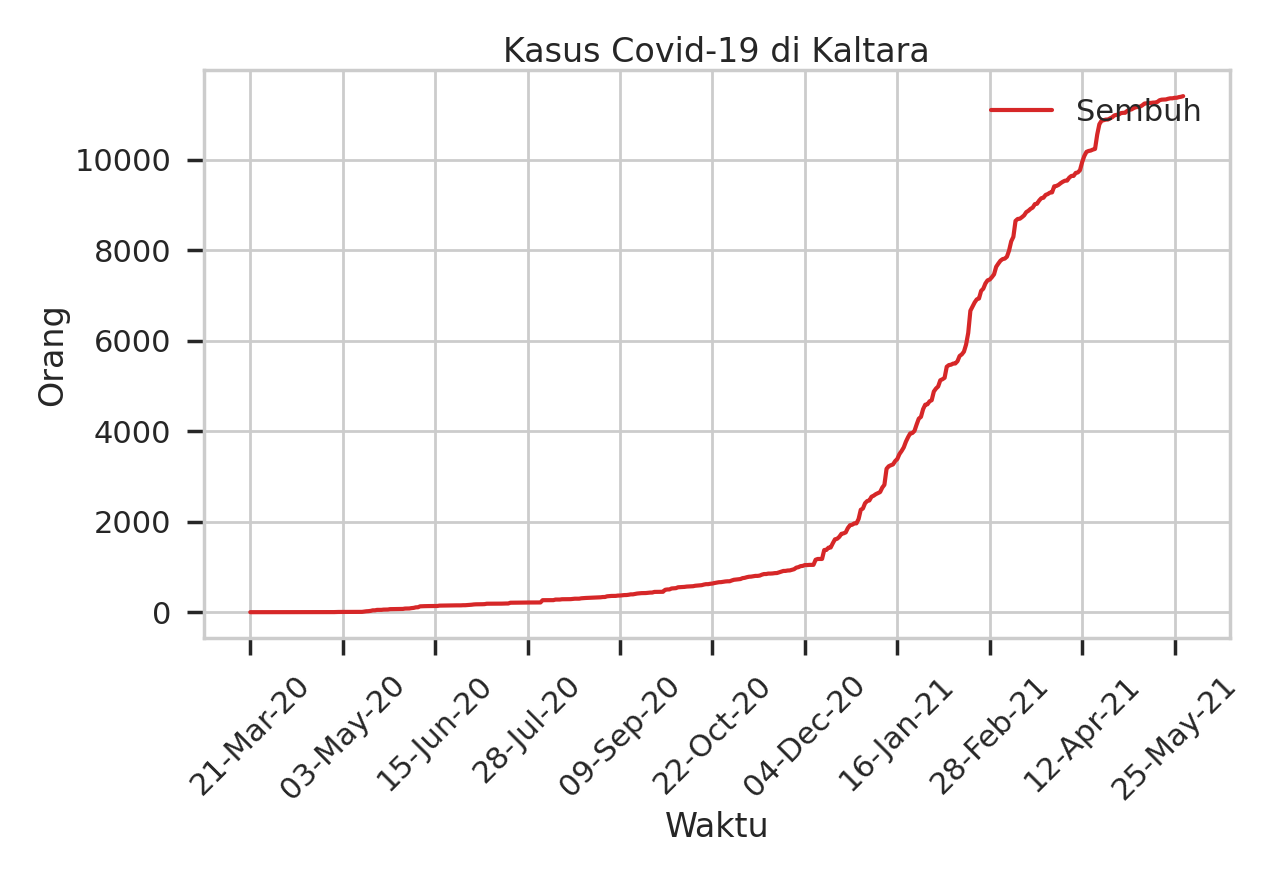 Kasus Covid-19 di Kaltara
Sembuh
Orang
10000
8000
6000
4000
2000
0
21-Mar-20
03-May-20
15-Jun-20
28-Jul-20
09-Sep-20
22-Oct-20
04-Dec-20
16-Jan-21
28-Feb-21
12-Apr-21
25-May-21
Waktu